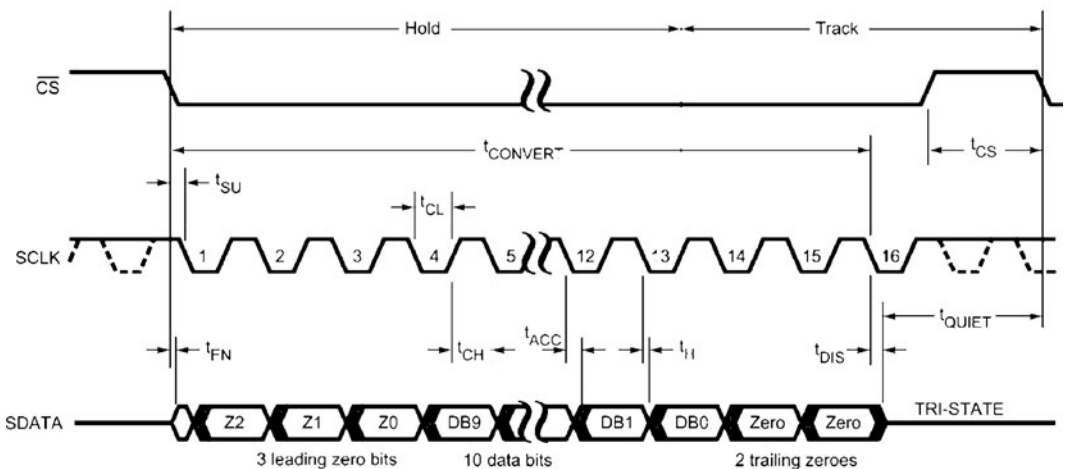 Hold Track
CS
tCONVERT tCS
tSU
tCL
SCLK 1 2 3 4 5 12 13 14 15 16
tQUIET
tFN tCH tACC tH tDIS
SDATA Z2 Z1 Z0 DB9 DB1 DB0 Zero Zero TRI-STATE
3 leading zero bits 10 data bits 2 trailing zeroes